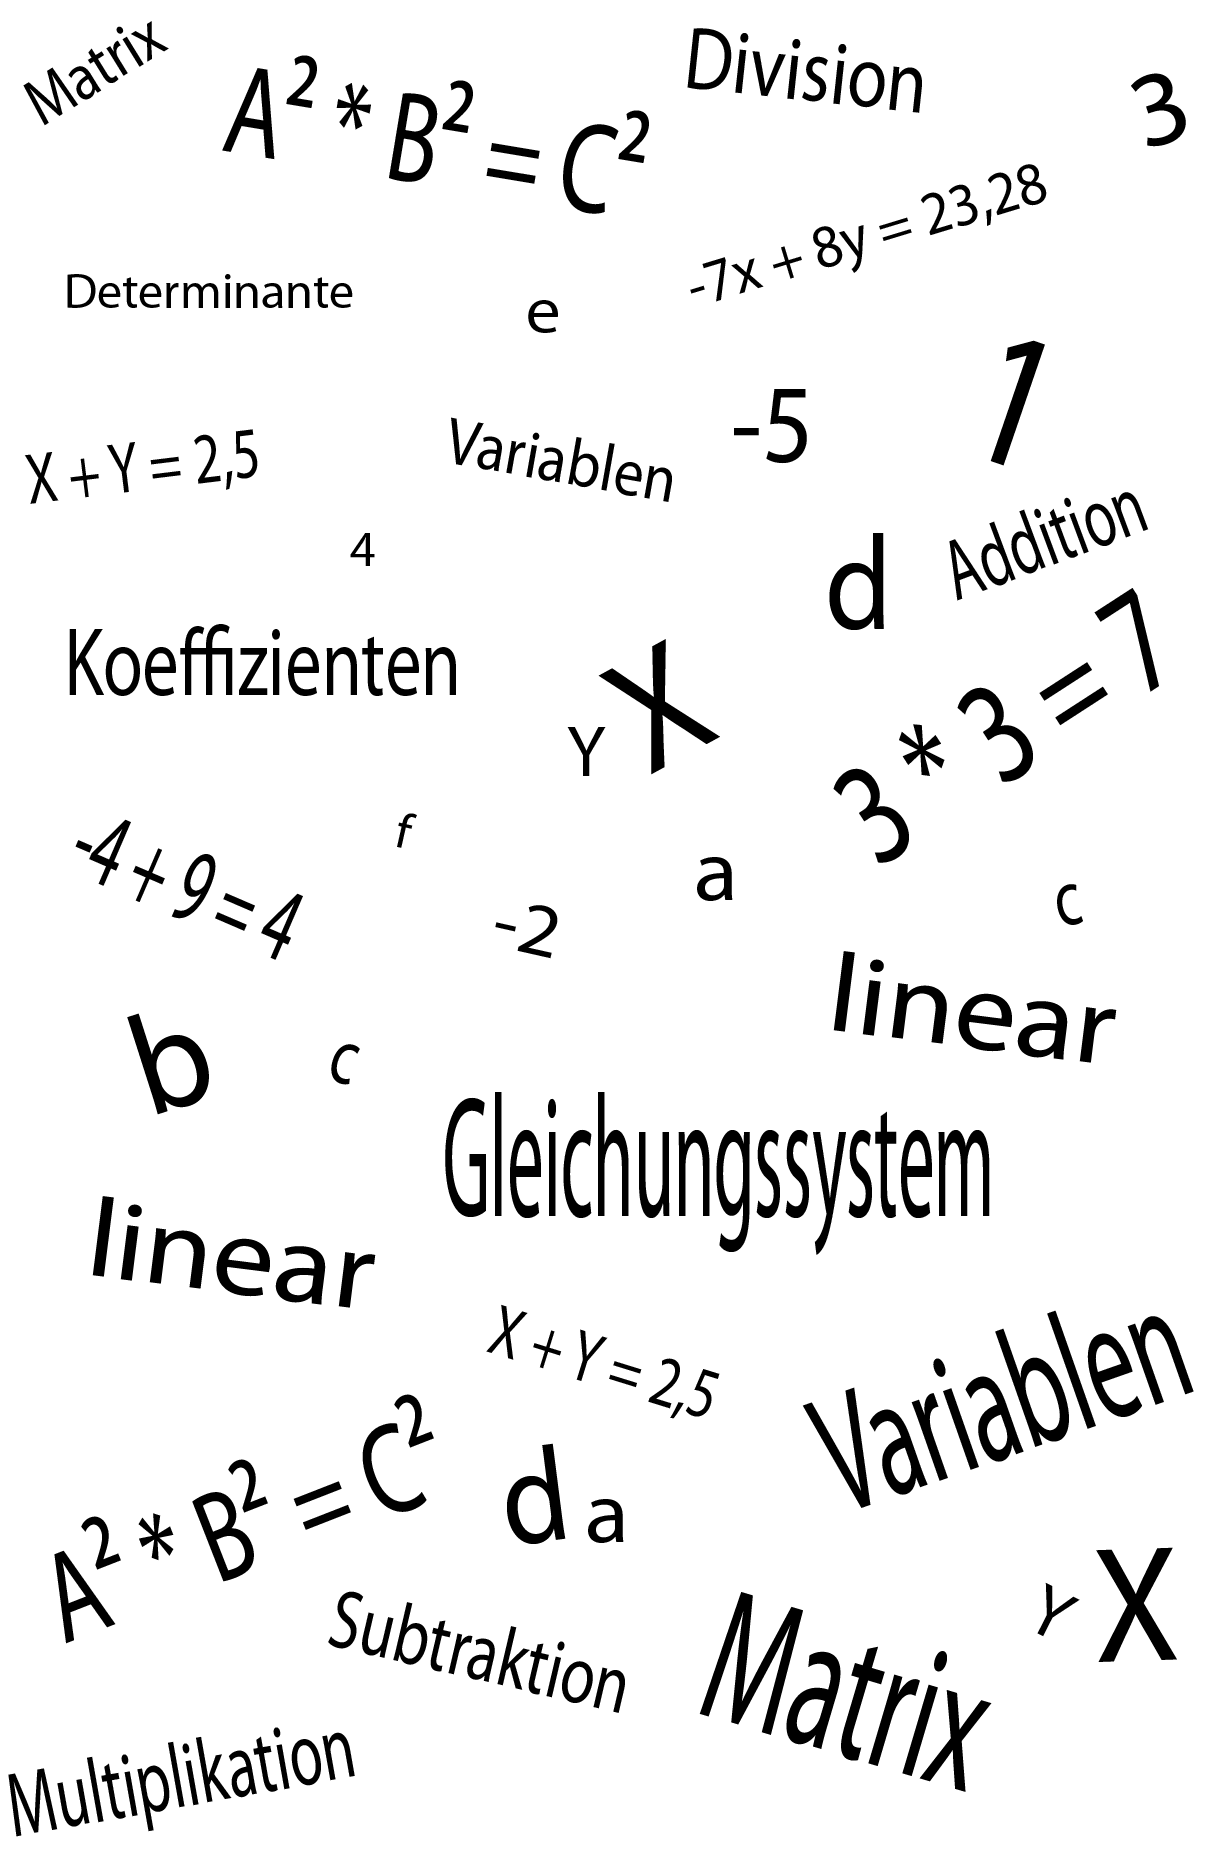 Matrix
A² * B² = C²
Division
3
-7x + 8y = 23,28
Determinante
e
1
-5
X + Y = 2,5
Variablen
Addition
4
d
Koeffizienten
Y
X
3 * 3 = 7
-4 + 9 = 4
f
a
c
-2
linear
b
c
Gleichungssystem
linear
X + Y = 2,5
Variablen
A² * B² = C²
d
a
Y
X
Subtraktion
Matrix
Multiplikation